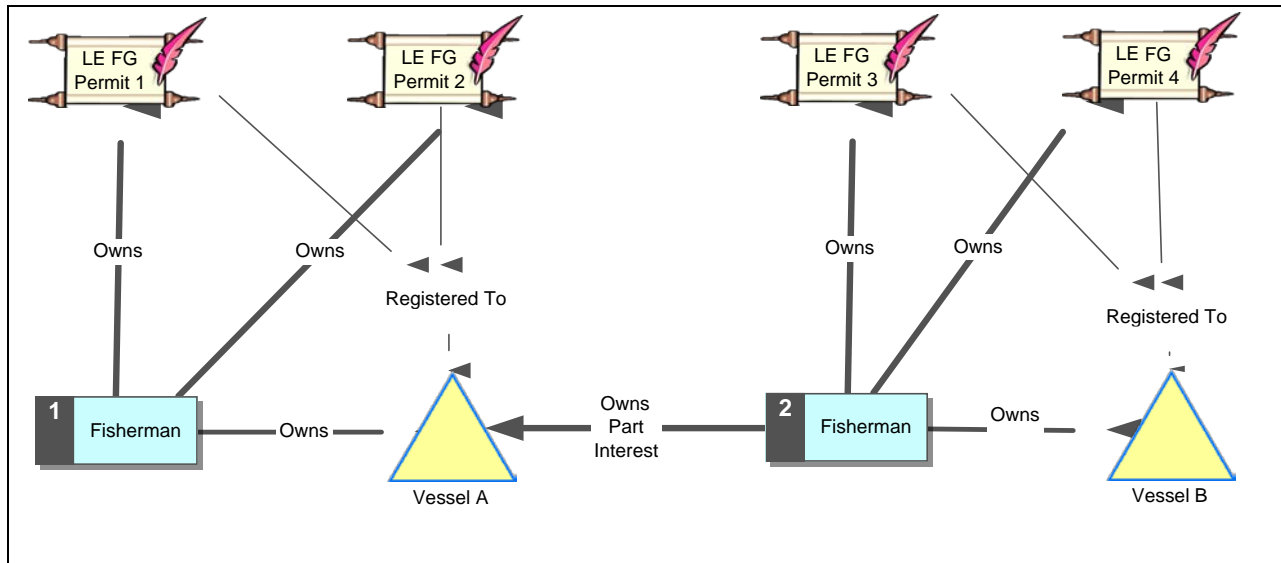 LE FG
Permit 1
LE FG
Permit 2
LE FG
Permit 3
LE FG
Permit 4
Owns
Owns
Owns
Owns
Registered To
Registered To
1
Fisherman
Owns
Vessel A
Owns
Part
Interest
2
Fisherman
Owns
Vessel B